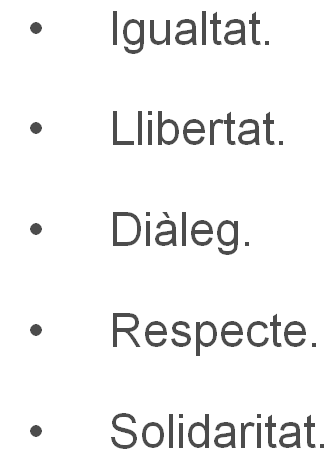 • Igualtat.
• Llibertat.
• Diàleg.
• Respecte.
• Solidaritat.